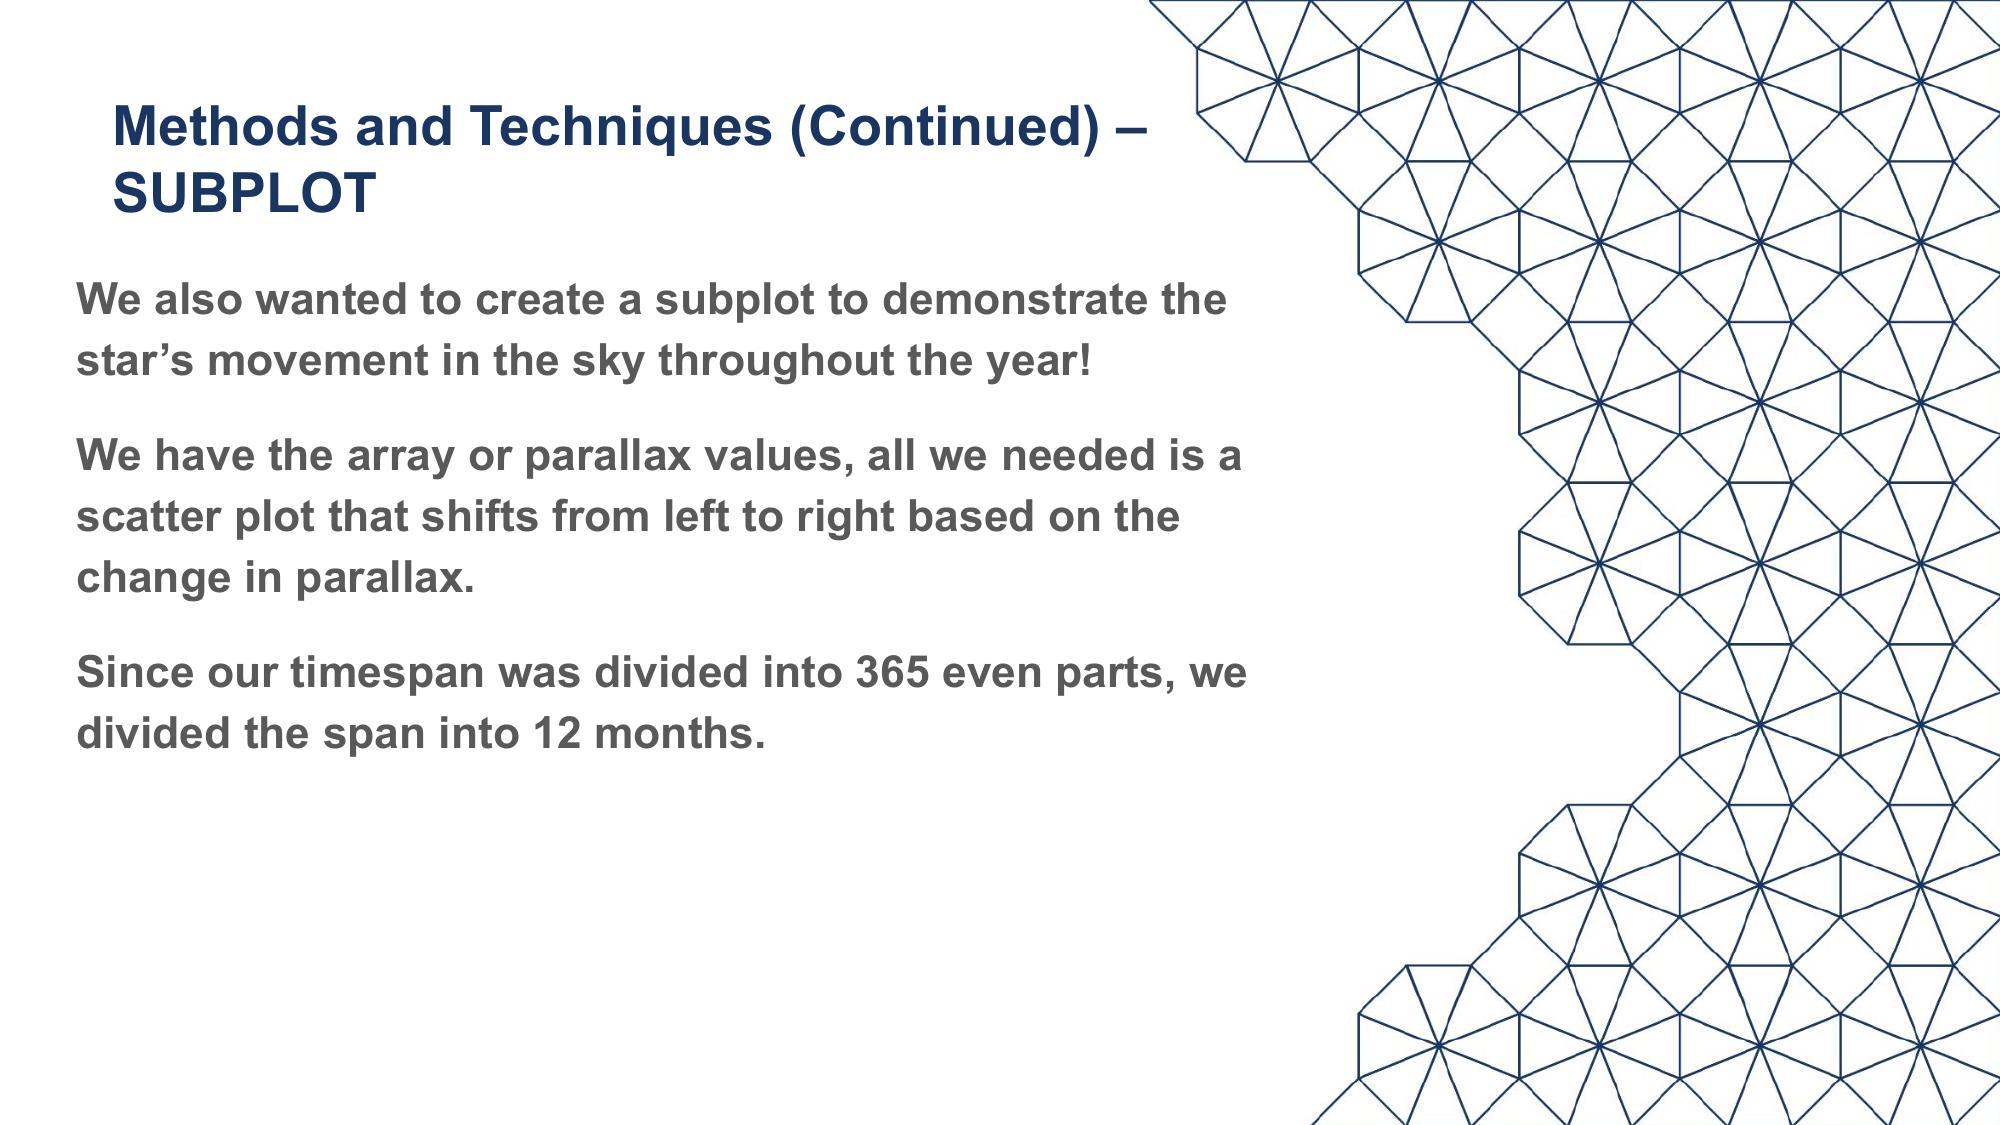 Methods and Techniques (Continued) –
SUBPLOT
We also wanted to create a subplot to demonstrate the
star’s movement in the sky throughout the year!
We have the array or parallax values, all we needed is a
scatter plot that shifts from left to right based on the
change in parallax.
Since our timespan was divided into 365 even parts, we
divided the span into 12 months.